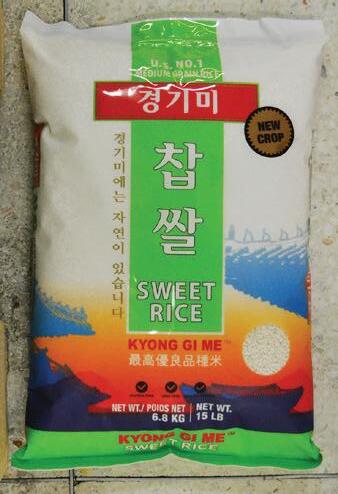 U.S. NO.1
MEDIUM GRAIN RICE
경기미
NEW
CROP
경기미에는 자연이 있습니다
찹쌀
SWEET
RICE
KYONG GI ME™
最高優良品種米
NET WT./ POIDS NET
6.8 KG
NET WT.
15 LB
KYONG GI ME™
SWEET RICE